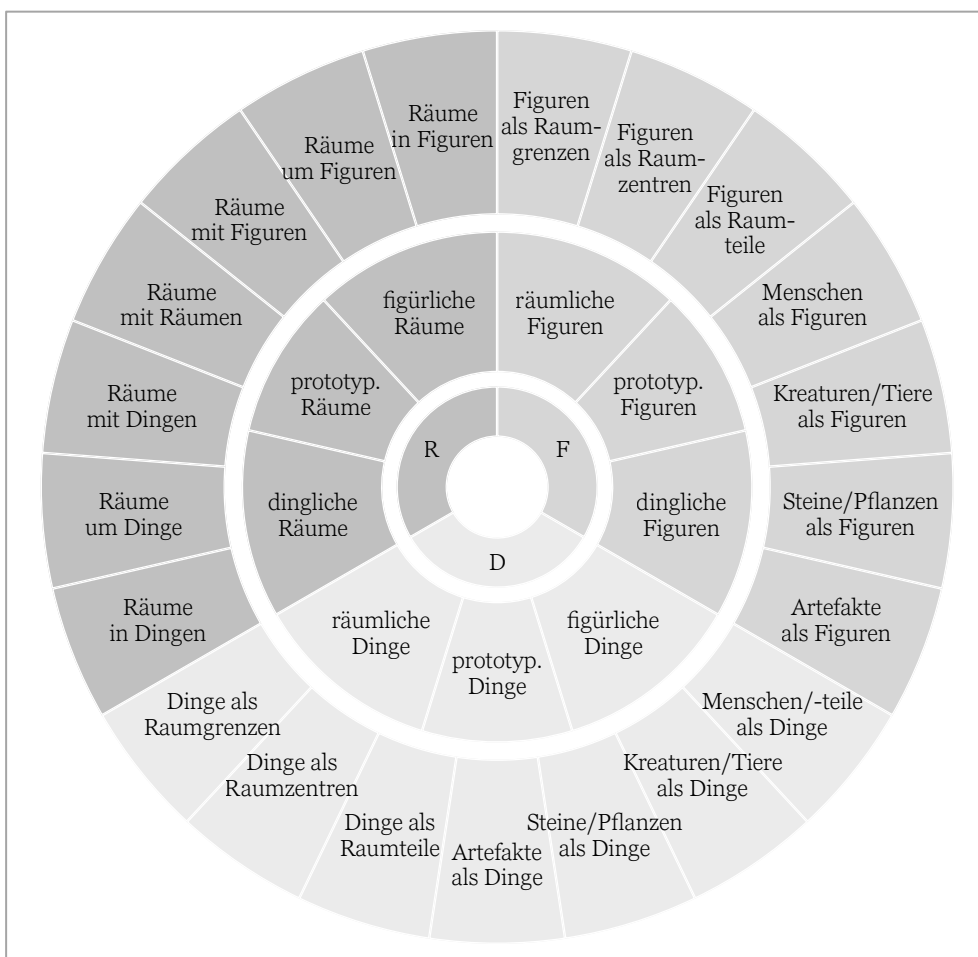 Figuren
als Raum-
grenzen
Figuren
als Raum-
zentren
Figuren
als Raum-
teile
Menschen
als Figuren
Kreaturen/Tiere
als Figuren
Steine/Pflanzen
als Figuren
Artefakte
als Figuren
Menschen/-teile
als Dinge
Kreaturen/Tiere
als Dinge
Steine/Pflanzen
als Dinge
Artefakte
als Dinge
Dinge als
Raumteile
Dinge als
Raumzentren
Dinge als
Raumgrenzen
Räume
in Dingen
Räume
um Dinge
Räume
mit Dingen
Räume
mit Räumen
Räume
mit Figuren
Räume
um Figuren
Räume
in Figuren
räumliche
Figuren
prototyp.
Figuren
dingliche
Figuren
figürliche
Dinge
prototyp.
Dinge
räumliche
Dinge
dingliche
Räume
prototyp.
Räume
figürliche
Räume
F
D
R